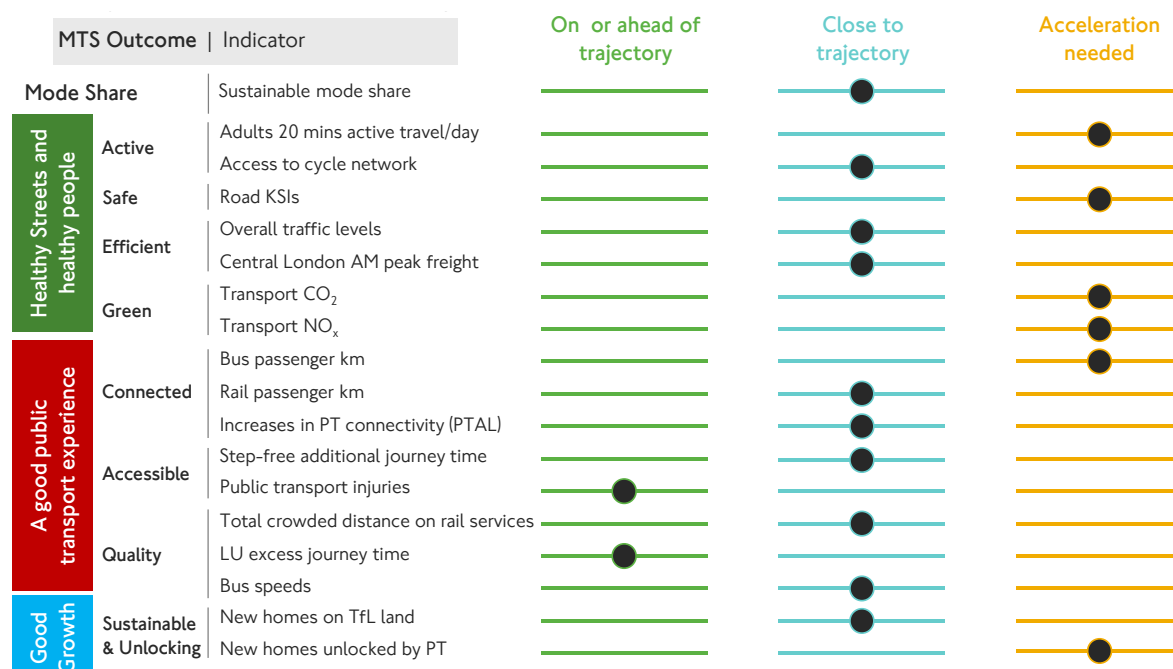 MTS Outcome | Indicator
On or ahead of
trajectory
Close to
trajectory
Acceleration
needed
Mode Share
Sustainable mode share
Healthy Streets and
healthy people
Active
Adults 20 mins active travel/day
Access to cycle network
Safe
Road KSIs
Efficient
Overall traffic levels
Central London AM peak freight
Green
Transport CO₂
Transport NOₓ
A good public
transport experience
Connected
Bus passenger km
Rail passenger km
Increases in PT connectivity (PTAL)
Accessible
Step-free additional journey time
Public transport injuries
Quality
Total crowded distance on rail services
LU excess journey time
Bus speeds
Good
Growth
Sustainable
& Unlocking
New homes on TfL land
New homes unlocked by PT